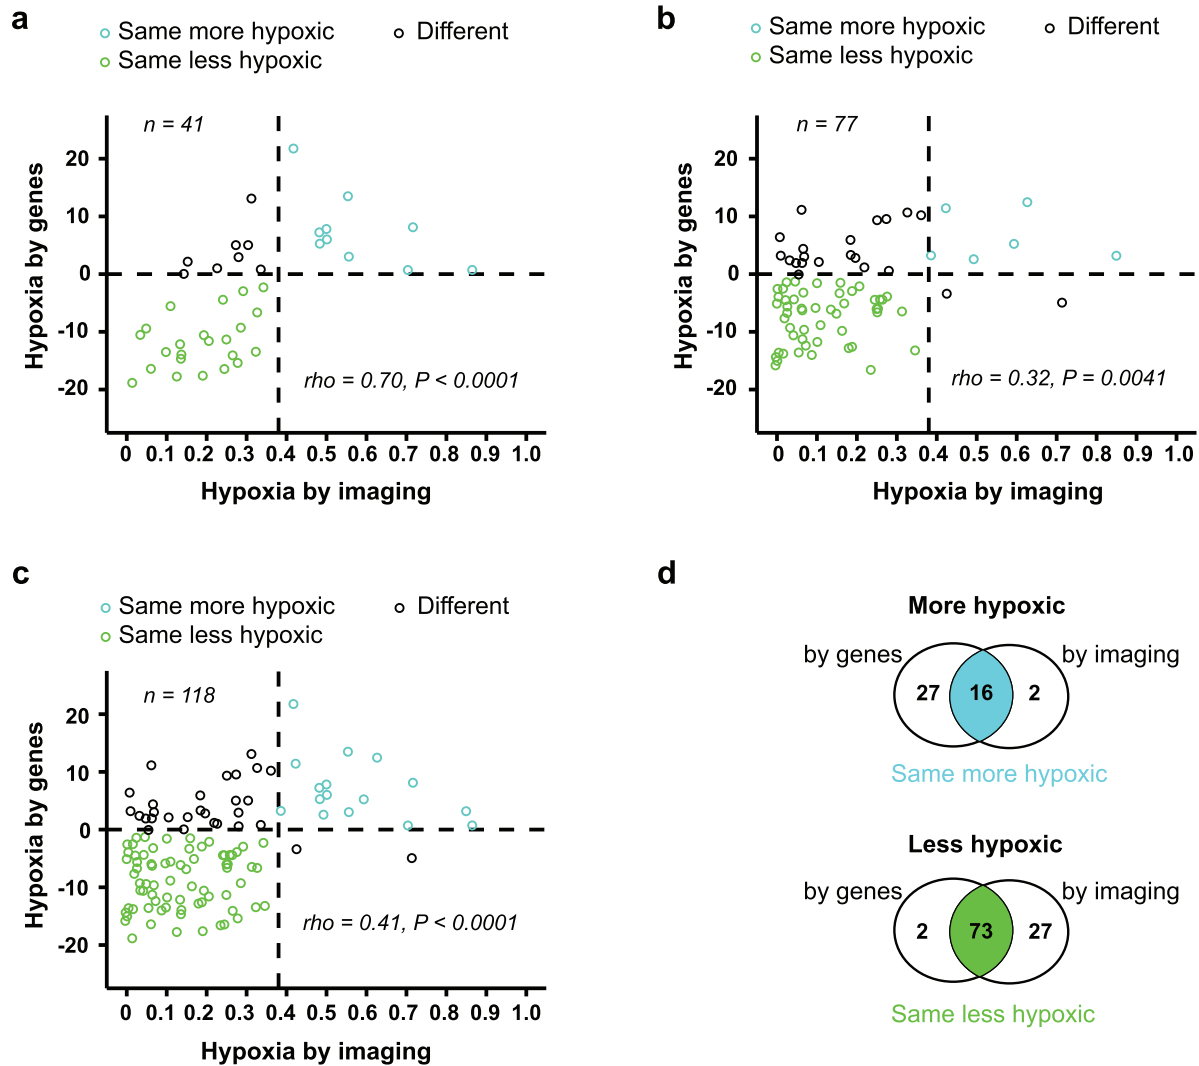 a
Same more hypoxic
Different
Same less hypoxic
n = 41
20
10
0
-10
-20
Hypoxia by genes
rho = 0.70, P < 0.0001
0 0.1 0.2 0.3 0.4 0.5 0.6 0.7 0.8 0.9 1.0
Hypoxia by imaging
b
Same more hypoxic
Different
Same less hypoxic
n = 77
20
10
0
-10
-20
Hypoxia by genes
rho = 0.32, P = 0.0041
0 0.1 0.2 0.3 0.4 0.5 0.6 0.7 0.8 0.9 1.0
Hypoxia by imaging
c
Same more hypoxic
Different
Same less hypoxic
n = 118
20
10
0
-10
-20
Hypoxia by genes
rho = 0.41, P < 0.0001
0 0.1 0.2 0.3 0.4 0.5 0.6 0.7 0.8 0.9 1.0
Hypoxia by imaging
d
More hypoxic
by genes
by imaging
27 16 2
Same more hypoxic
Less hypoxic
by genes
by imaging
2 73 27
Same less hypoxic